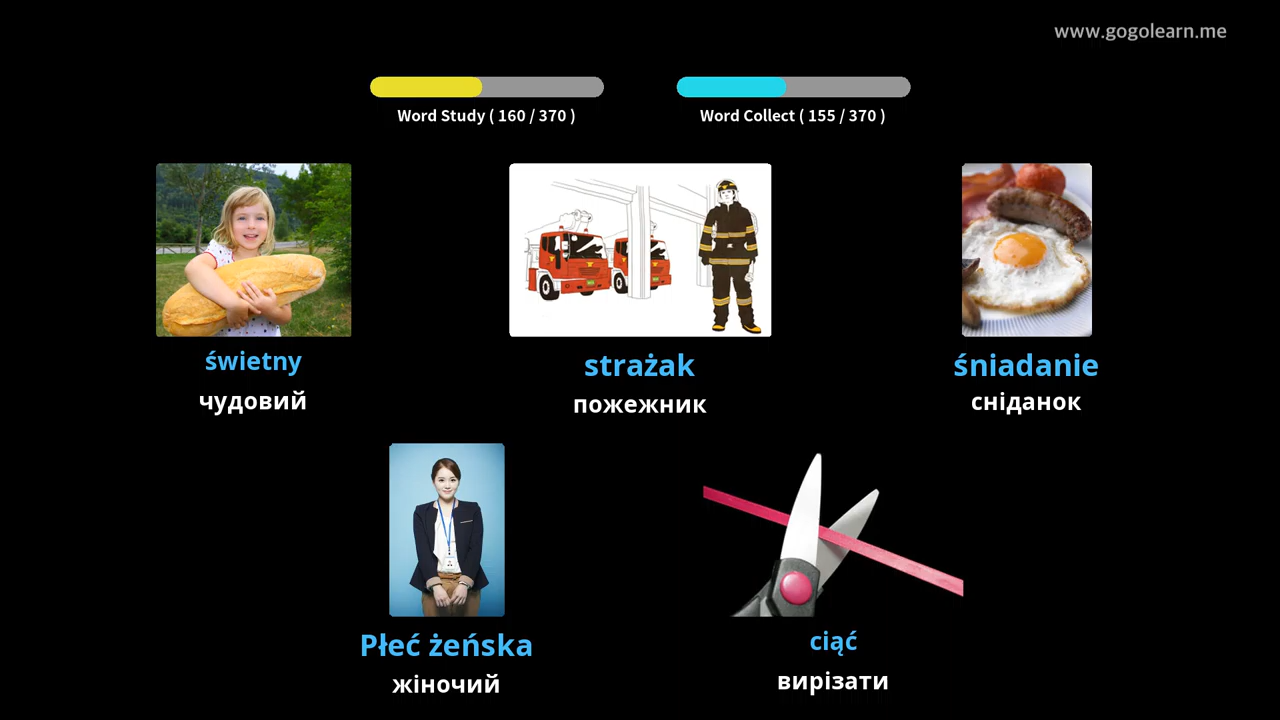 www.gogolearn.me
Word Study ( 160 / 370 )
Word Collect ( 155 / 370 )
świetny
чудовий
strażak
пожежник
śniadanie
сніданок
Płeć żeńska
жіночий
ciąć
вирізати